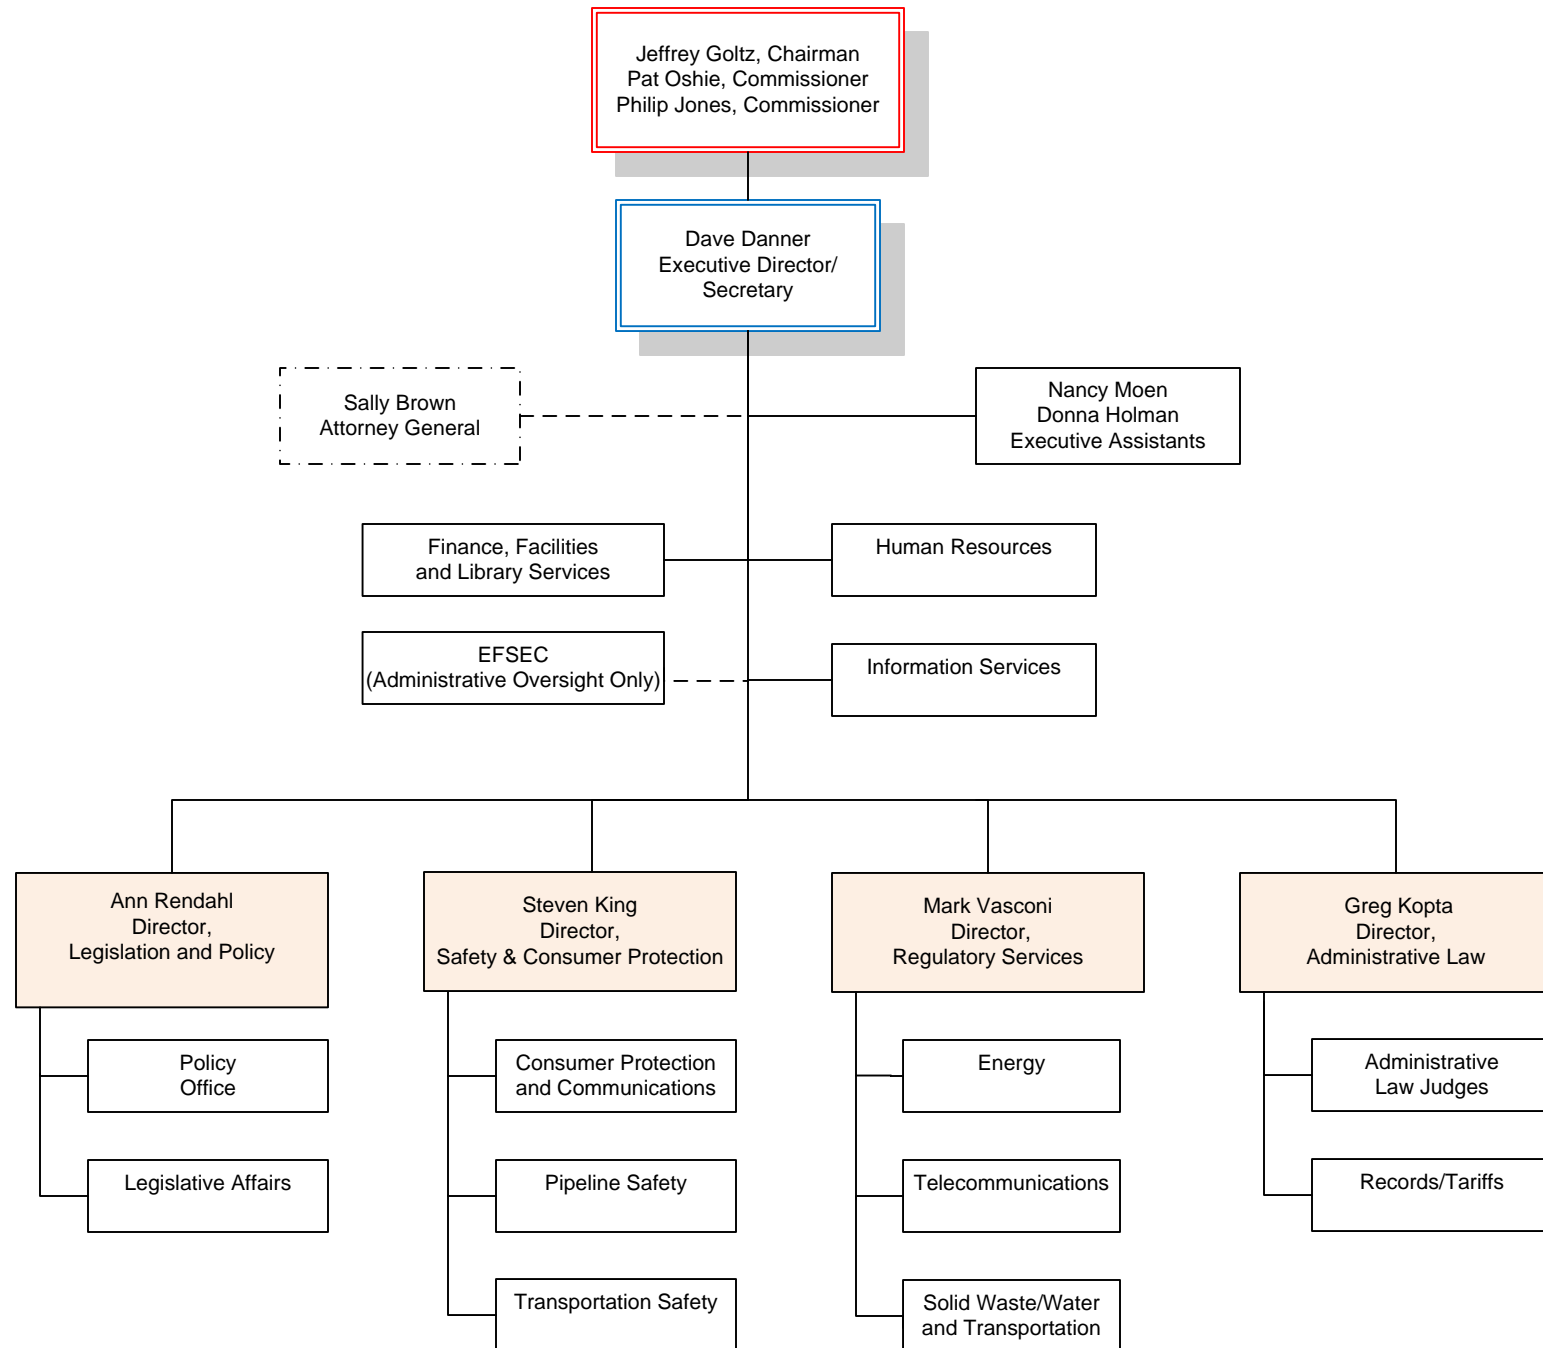 Jeffrey Goltz, Chairman
Pat Oshie, Commissioner
Philip Jones, Commissioner
Dave Danner
Executive Director/
Secretary
Sally Brown
Attorney General
Nancy Moen
Donna Holman
Executive Assistants
Finance, Facilities
and Library Services
Human Resources
EFSEC
(Administrative Oversight Only)
Information Services
Ann Rendahl
Director,
Legislation and Policy
Steven King
Director,
Safety & Consumer Protection
Mark Vasconi
Director,
Regulatory Services
Greg Kopta
Director,
Administrative Law
Policy
Office
Consumer Protection
and Communications
Energy
Administrative
Law Judges
Legislative Affairs
Pipeline Safety
Telecommunications
Records/Tariffs
Transportation Safety
Solid Waste/Water
and Transportation